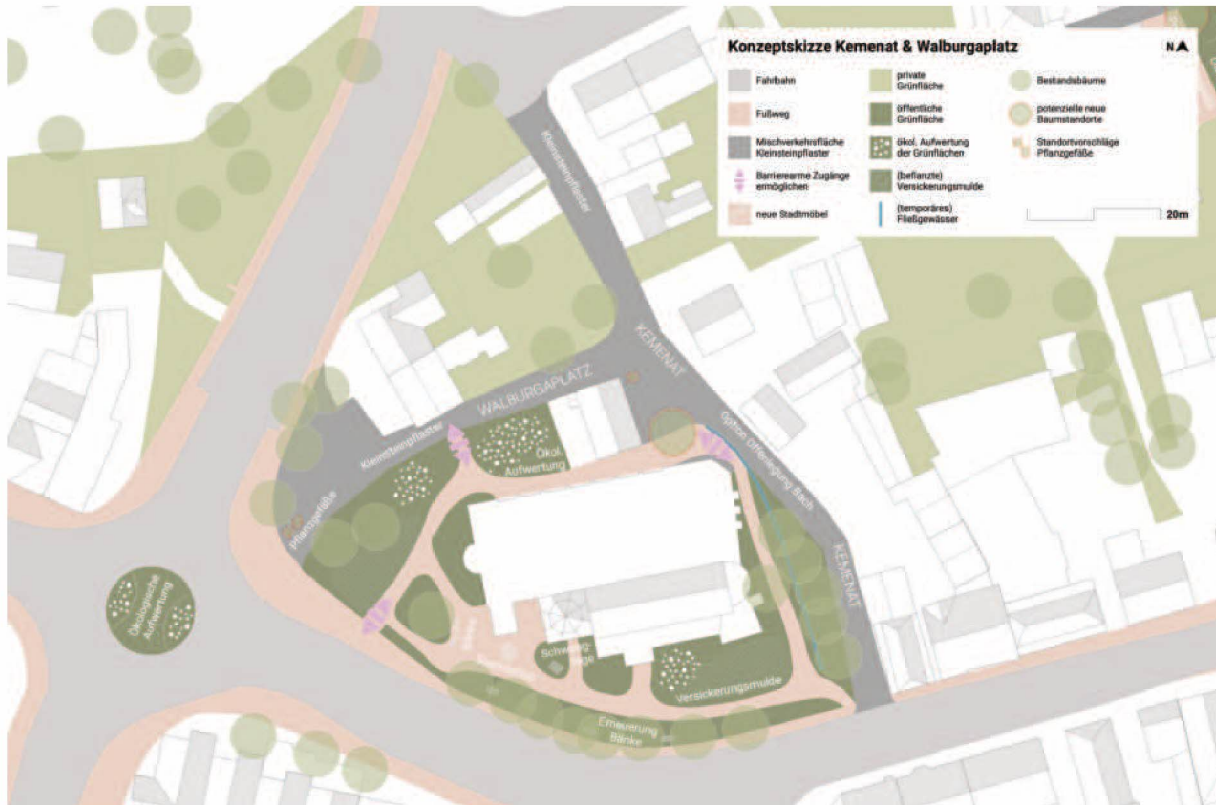 Konzeptskizze Kemenat & Walburgaplatz
N
Fahrbahn
Fußweg
Mischverkehrsfläche
Kleinsteinpflaster
Barrierearme Zugänge
ermöglichen
neue Stadtmöbel
private
Grünfläche
öffentliche
Grünfläche
ökol. Aufwertung
der Grünflächen
(beflanzte)
Versickerungsmulde
(temporäres)
Fließgewässer
Bestandsbäume
potenzielle neue
Baumstandorte
Standortvorschläge
Pflanzgefäße
20m
Kleinsteinpflaster
KEMENAT
WALBURGAPLATZ
Kleinsteinpflaster
Ökol.
Aufwertung
option Offenlegung Bach
Pflanzgefäße
KEMENAT
Ökologische
Aufwertung
Versickerungsmulde
Erneuerung
Bänke